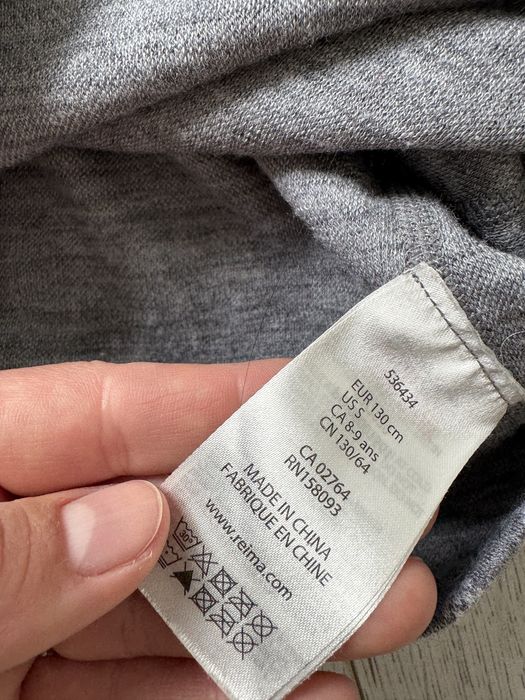 536434
EUR 130 cm
US S
CA 8-9 ans
CN 130/64
CA 02764
RN158093
MADE IN CHINA
FABRIQUE EN CHINE
www.reima.com
30°